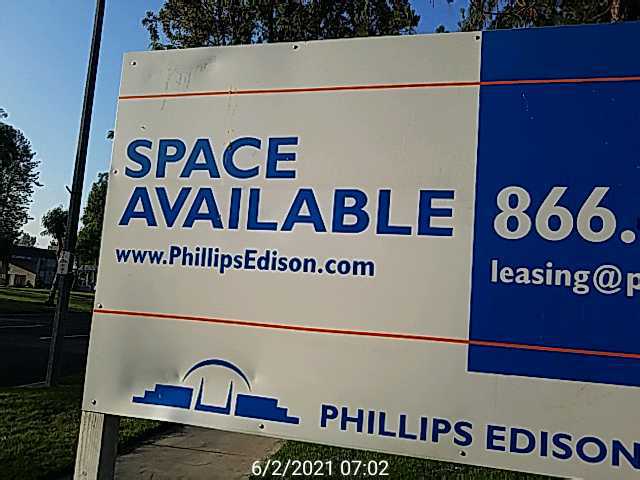 SPACE
AVAILABLE
www.PhillipsEdison.com
866.
leasing@p
PHILLIPS EDISON
6/2/2021 07:02